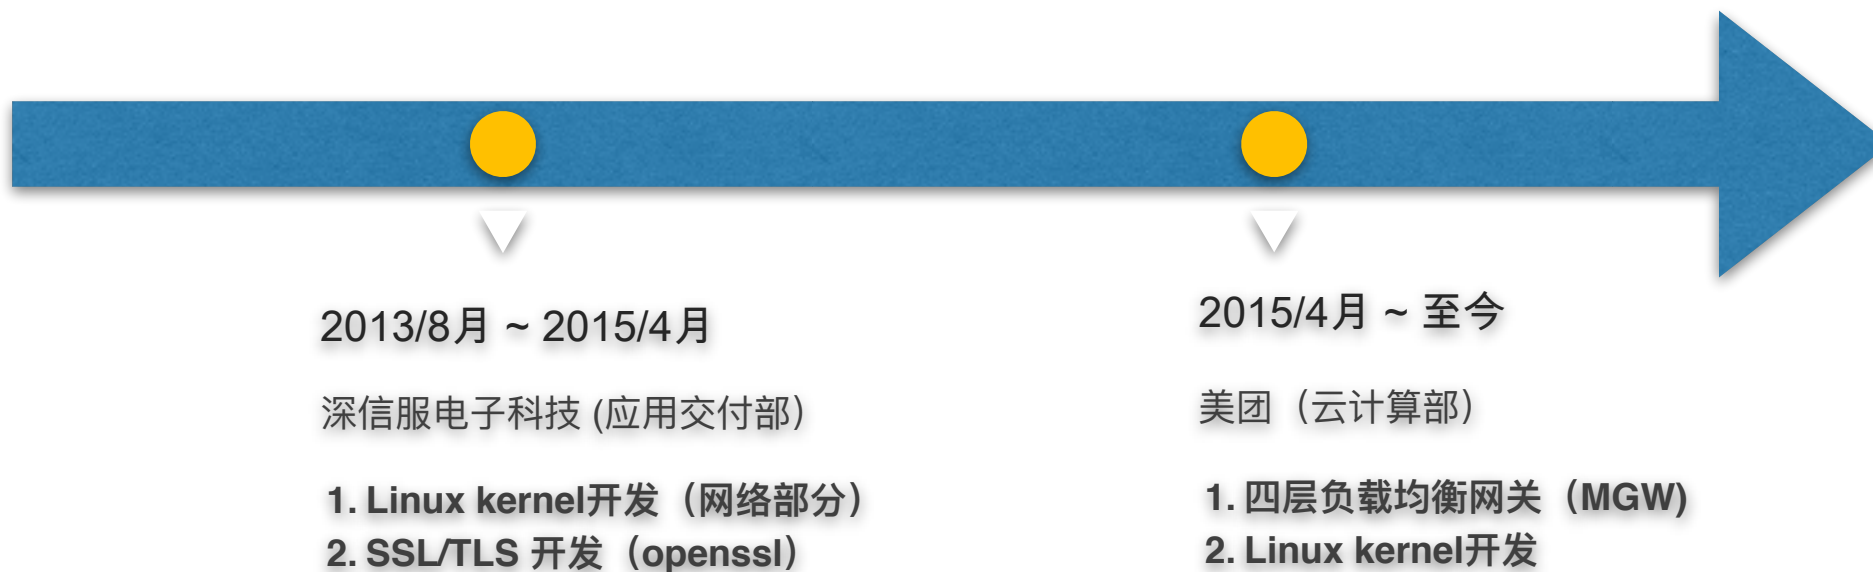 2013/8月 ~ 2015/4月
深信服电子科技 (应用交付部）
1. Linux kernel开发（网络部分）
2. SSL/TLS 开发（openssl）
2015/4月 ~ 至今
美团（云计算部）
1. 四层负载均衡网关（MGW)
2. Linux kernel开发